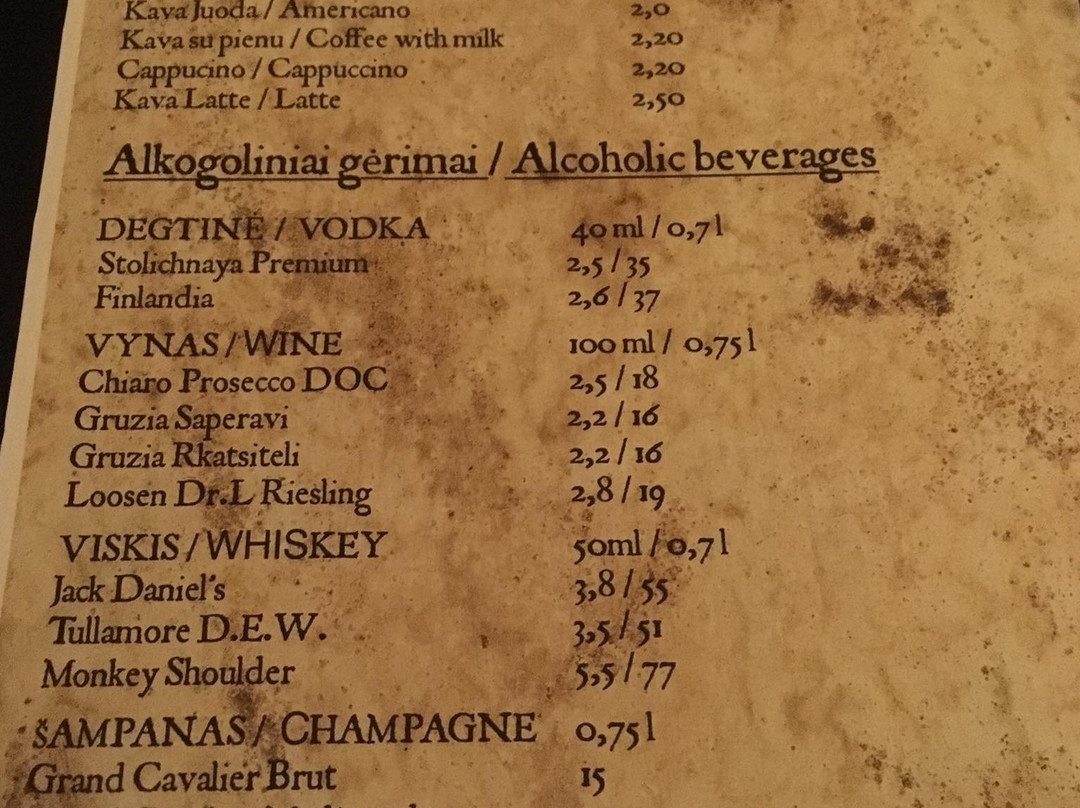 Kava Juoda / Americano 2,0
Kava su pienu / Coffee with milk 2,20
Cappucino / Cappuccino 2,20
Kava Latte / Latte 2,50
Alkogoliniai gėrimai / Alcoholic beverages
DEGTINĖ / VODKA 40 ml / 0,7 l
Stolichnaya Premium 2,5 / 35
Finlandia 2,6 / 37
VYNAS / WINE 100 ml / 0,75 l
Chiaro Prosecco DOC 2,5 / 18
Gruzia Saperavi 2,2 / 16
Gruzia Rkatsiteli 2,2 / 16
Loosen Dr.L Riesling 2,8 / 19
VISKIS / WHISKEY 50ml / 0,7 l
Jack Daniel's 3,8 / 55
Tullamore D.E.W. 3,5 / 51
Monkey Shoulder 5,5 / 77
šAMPANAS / CHAMPAGNE 0,75 l
Grand Cavalier Brut 15